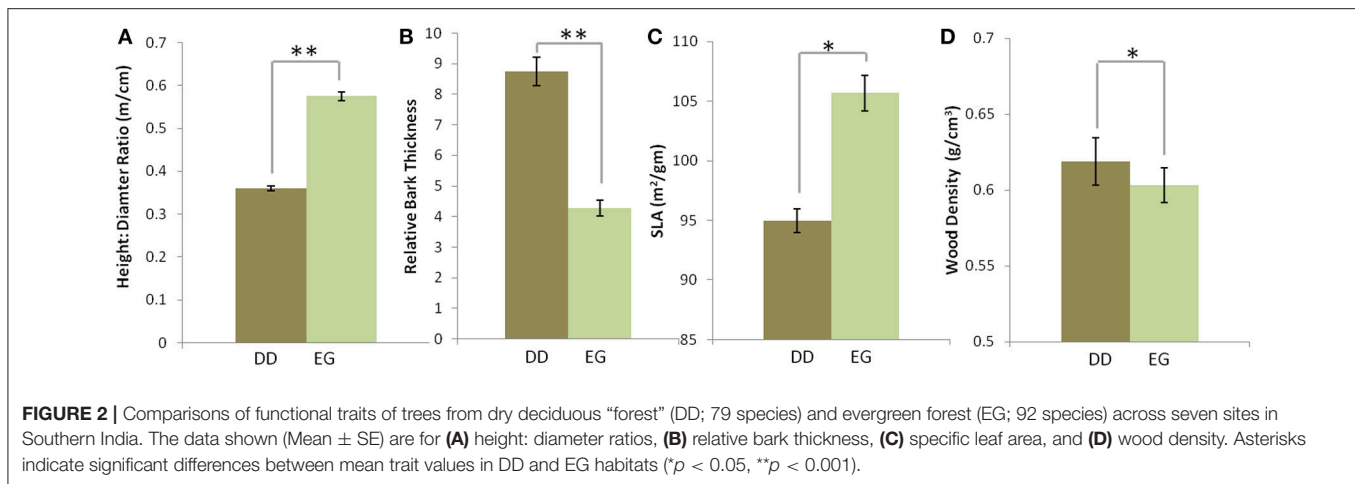 A
Height: Diamter Ratio (m/cm)
0.7
0.6
0.5
0.4
0.3
0.2
0.1
0
**
DD EG
B
Relative Bark Thickness
10
9
8
7
6
5
4
3
2
1
0
**
DD EG
C
SLA (m²/gm)
110
105
100
95
90
85
*
DD EG
D
Wood Density (g/cm³)
0.7
0.65
0.6
0.55
0.5
*
DD EG
FIGURE 2 | Comparisons of functional traits of trees from dry deciduous “forest” (DD; 79 species) and evergreen forest (EG; 92 species) across seven sites in
Southern India. The data shown (Mean ± SE) are for (A) height: diameter ratios, (B) relative bark thickness, (C) specific leaf area, and (D) wood density. Asterisks
indicate significant differences between mean trait values in DD and EG habitats (*p < 0.05, **p < 0.001).